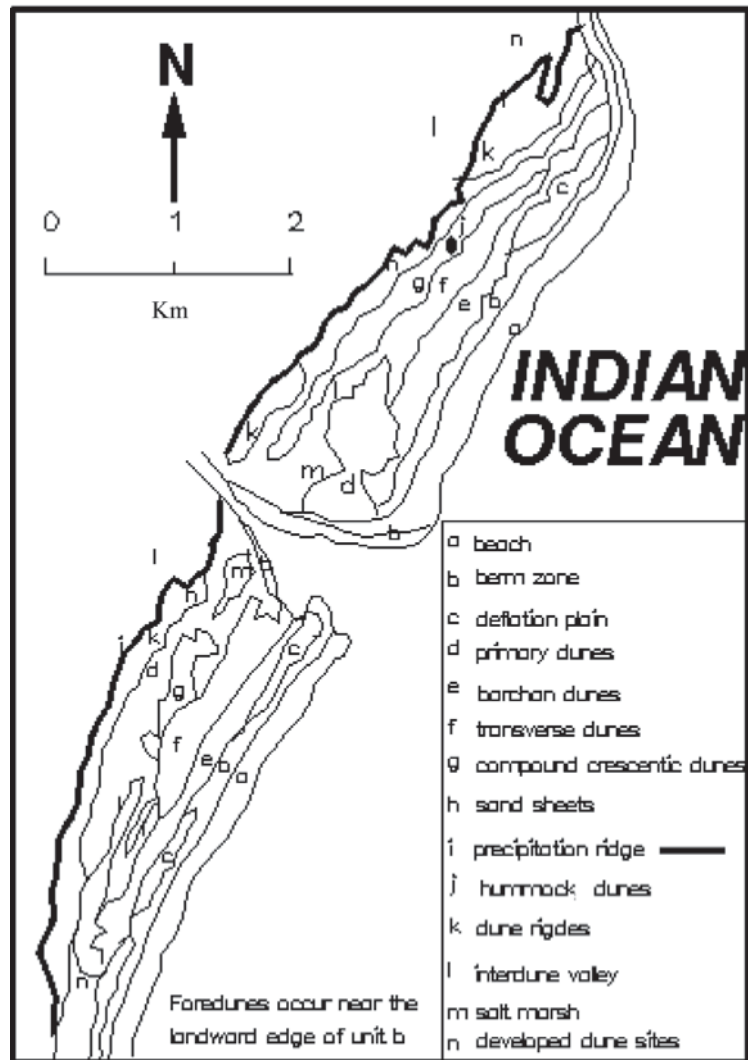 N
0 1 2
Km
INDIAN
OCEAN
n
l
k
c
j
h
g f
e b
a
k
m d
b
l
m b
h
k
i
d
c
g
f
e b a
l
c
n
a beach
b berm zone
c deflation plain
d primary dunes
e barchan dunes
f transverse dunes
g compound crescentic dunes
h sand sheets
i precipitation ridge
j hummock dunes
k dune rigdes
l interdune valley
m salt marsh
n developed dune sites
Foredunes occur near the
landward edge of unit b